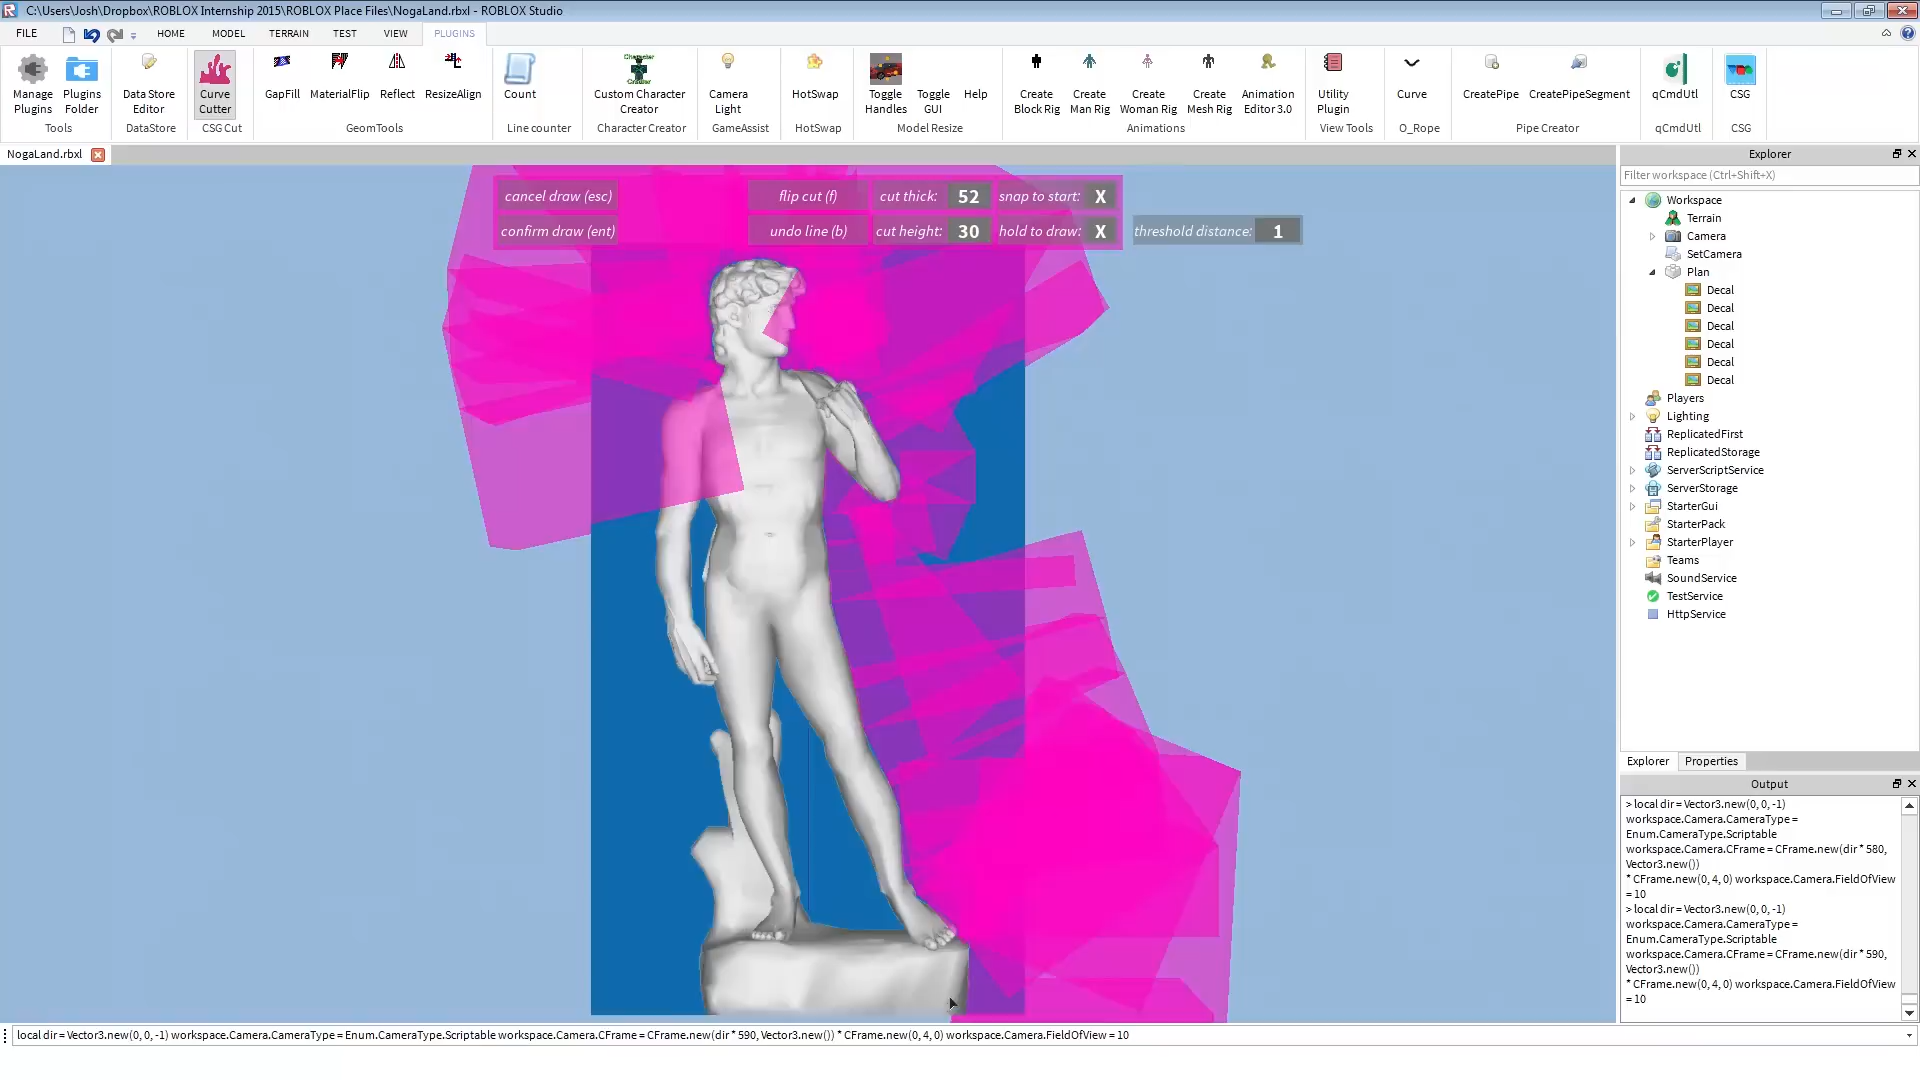 C:\Users\Josh\Dropbox\ROBLOX Internship 2015\ROBLOX Place Files\NogaLand.rbxl - ROBLOX Studio
FILE HOME MODEL TERRAIN TEST VIEW PLUGINS
Manage Plugins
Plugins Folder
Data Store Editor
Curve Cutter
GapFill
MaterialFlip
Reflect
ResizeAlign
Count
Custom Character Creator
Camera Light
HotSwap
Toggle Handles
Toggle GUI
Help
Create Block Rig
Create Man Rig
Create Woman Rig
Create Mesh Rig
Animation Editor 3.0
Utility Plugin
Curve
CreatePipe
CreatePipeSegment
qCmdUtl
CSG
Tools
DataStore
CSG Cut
GeomTools
Line counter
Character Creator
GameAssist
HotSwap
Model Resize
Animations
View Tools
O_Rope
Pipe Creator
qCmdUtl
CSG
NogaLand.rbxl
cancel draw (esc)
flip cut (f)
cut thick: 52
snap to start: X
confirm draw (ent)
undo line (b)
cut height: 30
hold to draw: X
threshold distance: 1
Explorer
Filter workspace (Ctrl+Shift+X)
Workspace
Terrain
Camera
SetCamera
Plan
Decal
Decal
Decal
Decal
Decal
Decal
Players
Lighting
ReplicatedFirst
ReplicatedStorage
ServerScriptService
ServerStorage
StarterGui
StarterPack
StarterPlayer
Teams
SoundService
TestService
HttpService
Explorer Properties
Output
> local dir = Vector3.new(0, 0, -1)
workspace.Camera.CameraType =
Enum.CameraType.Scriptable
workspace.Camera.CFrame = CFrame.new(dir * 580,
Vector3.new())
* CFrame.new(0, 4, 0) workspace.Camera.FieldOfView
= 10
> local dir = Vector3.new(0, 0, -1)
workspace.Camera.CameraType =
Enum.CameraType.Scriptable
workspace.Camera.CFrame = CFrame.new(dir * 590,
Vector3.new())
* CFrame.new(0, 4, 0) workspace.Camera.FieldOfView
= 10
local dir = Vector3.new(0, 0, -1) workspace.Camera.CameraType = Enum.CameraType.Scriptable workspace.Camera.CFrame = CFrame.new(dir * 590, Vector3.new()) * CFrame.new(0, 4, 0) workspace.Camera.FieldOfView = 10